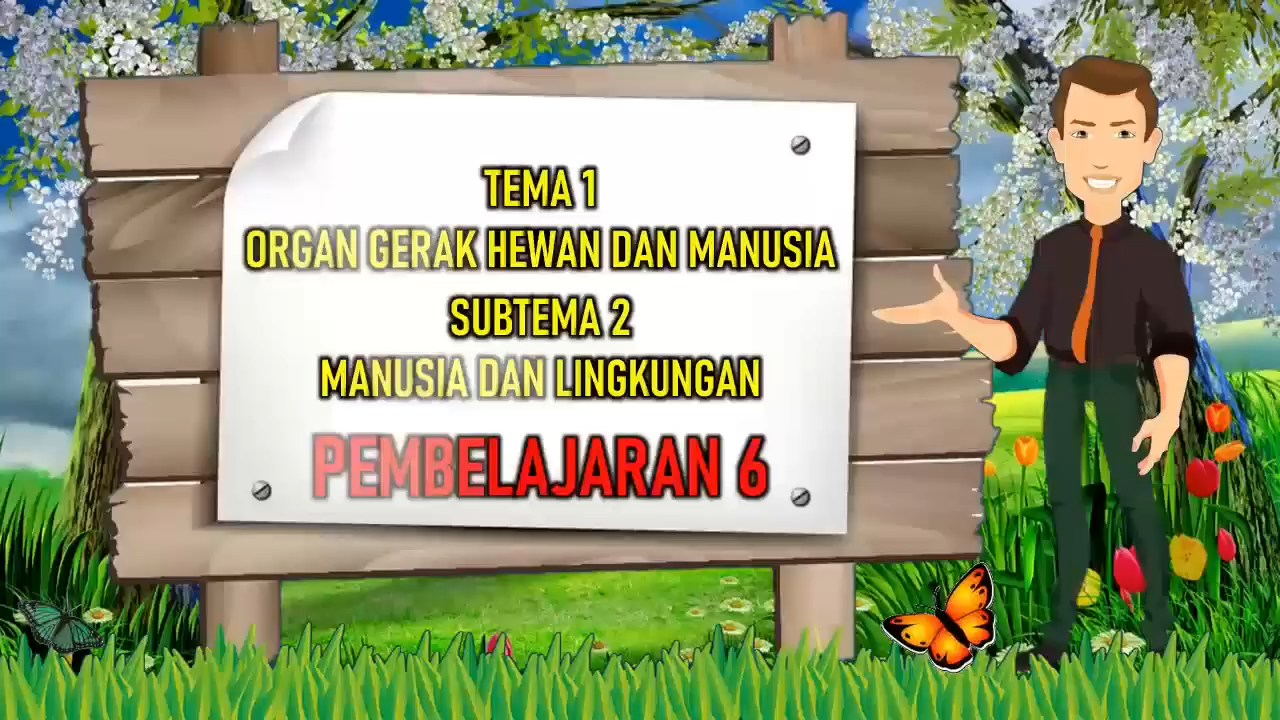 TEMA 1
ORGAN GERAK HEWAN DAN MANUSIA
SUBTEMA 2
MANUSIA DAN LINGKUNGAN
PEMBELAJARAN 6